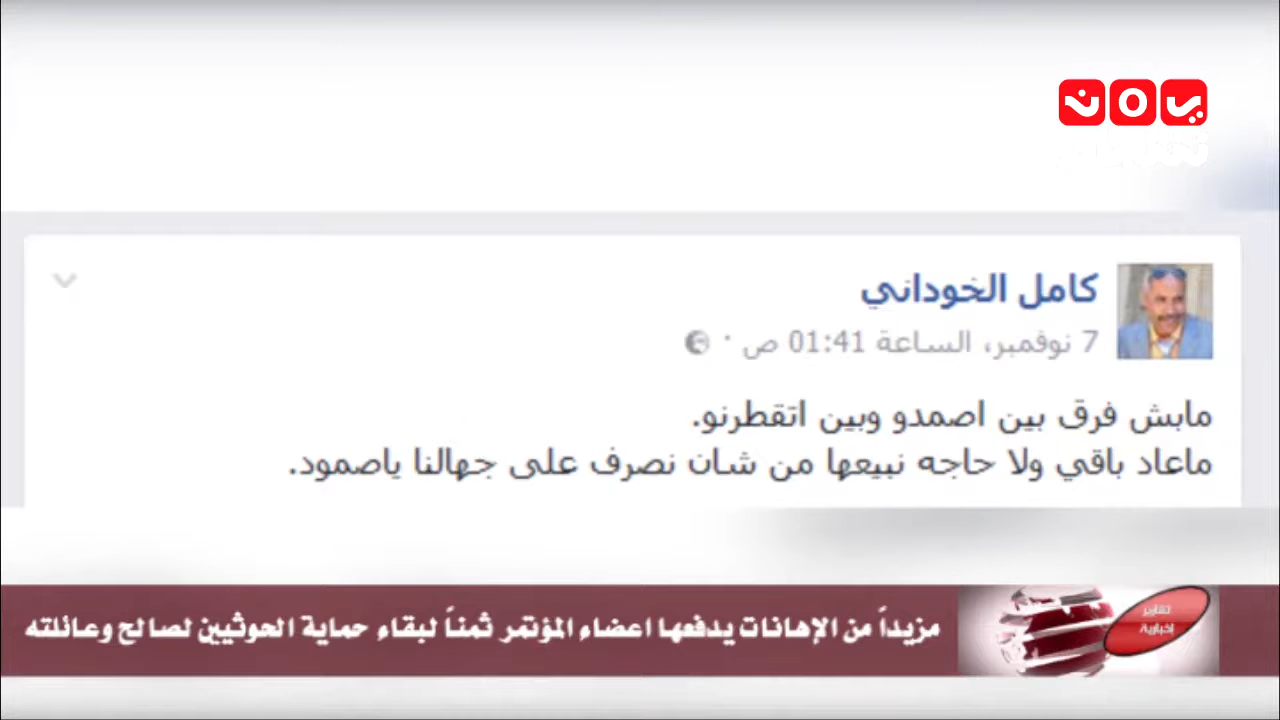 يمن
كامل الخوداني
7 نوفمبر، الساعة 01:41 ص ·
مابش فرق بين اصمدو وبين اتقطرنو.
ماعاد باقي ولا حاجه نبيعها من شان نصرف على جهالنا ياصمود.
تقارير
إخبارية
مزيداً من الإهانات يدفعها اعضاء المؤتمر ثمناً لبقاء حماية الحوثيين لصالح وعائلته